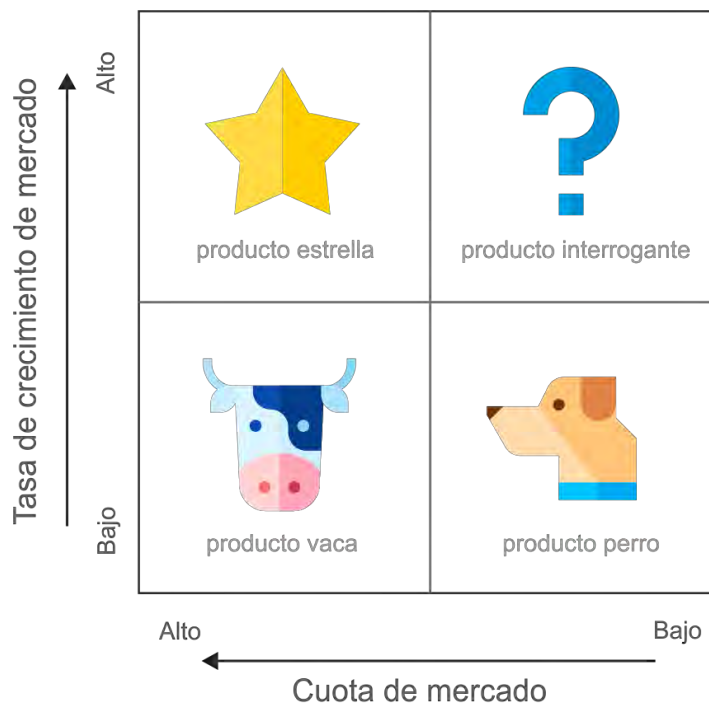 Tasa de crecimiento de mercado
Alto
Bajo
producto estrella
producto interrogante
producto vaca
producto perro
Alto
Bajo
Cuota de mercado